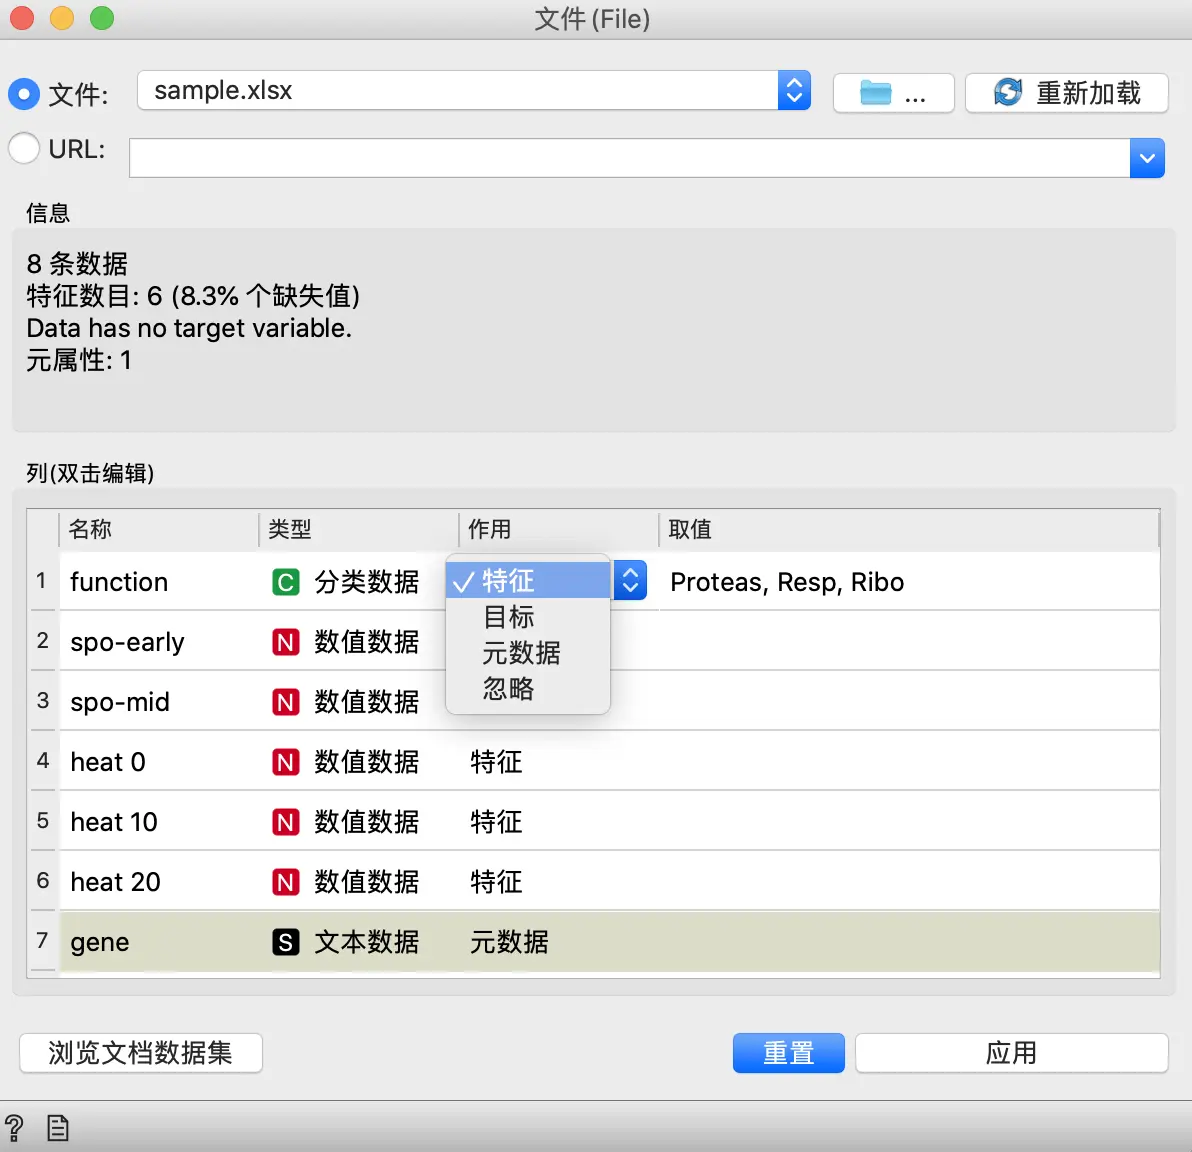 文件 (File)
文件:
sample.xlsx
...
重新加载
URL:
信息
8 条数据
特征数目: 6 (8.3% 个缺失值)
Data has no target variable.
元属性: 1
列(双击编辑)
名称 类型 作用 取值
1 function C 分类数据 ✓ 特征 Proteas, Resp, Ribo
目标
2 spo-early N 数值数据
元数据
忽略
3 spo-mid N 数值数据
4 heat 0 N 数值数据 特征
5 heat 10 N 数值数据 特征
6 heat 20 N 数值数据 特征
7 gene S 文本数据 元数据
浏览文档数据集 重置 应用
?